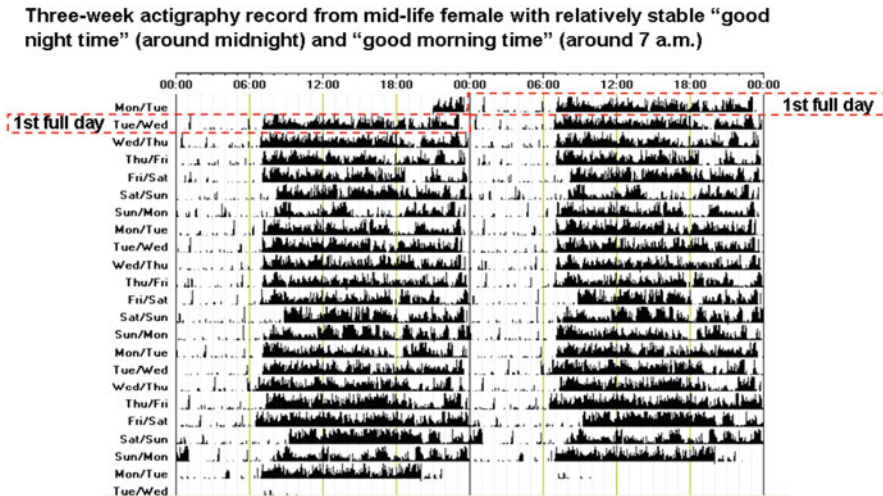 Three-week actigraphy record from mid-life female with relatively stable “good
night time” (around midnight) and “good morning time” (around 7 a.m.)
00:00 06:00 12:00 18:00 00:00 06:00 12:00 18:00 00:00
Mon/Tue 1st full day
1st full day Tue/Wed
Wed/Thu
Thu/Fri
Fri/Sat
Sat/Sun
Sun/Mon
Mon/Tue
Tue/Wed
Wed/Thu
Thu/Fri
Fri/Sat
Sat/Sun
Sun/Mon
Mon/Tue
Tue/Wed
Wed/Thu
Thu/Fri
Fri/Sat
Sat/Sun
Sun/Mon
Mon/Tue
Tue/Wed